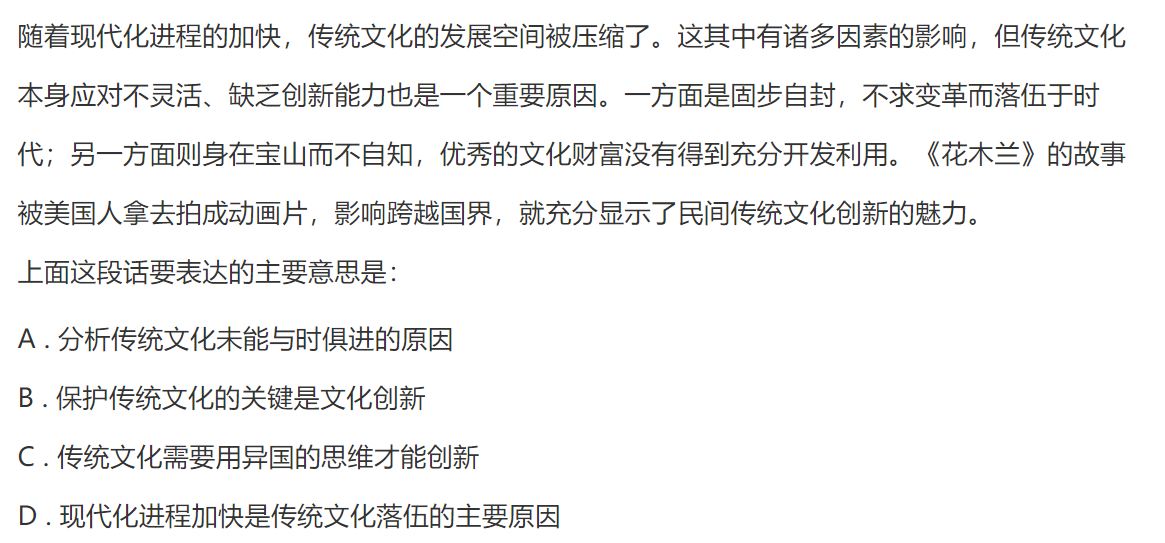 随着现代化进程的加快，传统文化的发展空间被压缩了。这其中有诸多因素的影响，但传统文化
本身应对不灵活、缺乏创新能力也是一个重要原因。一方面是固步自封，不求变革而落伍于时
代；另一方面则身在宝山而不自知，优秀的文化财富没有得到充分开发利用。《花木兰》的故事
被美国人拿去拍成动画片，影响跨越国界，就充分显示了民间传统文化创新的魅力。
上面这段话要表达的主要意思是：
A . 分析传统文化未能与时俱进的原因
B . 保护传统文化的关键是文化创新
C . 传统文化需要用异国的思维才能创新
D . 现代化进程加快是传统文化落伍的主要原因